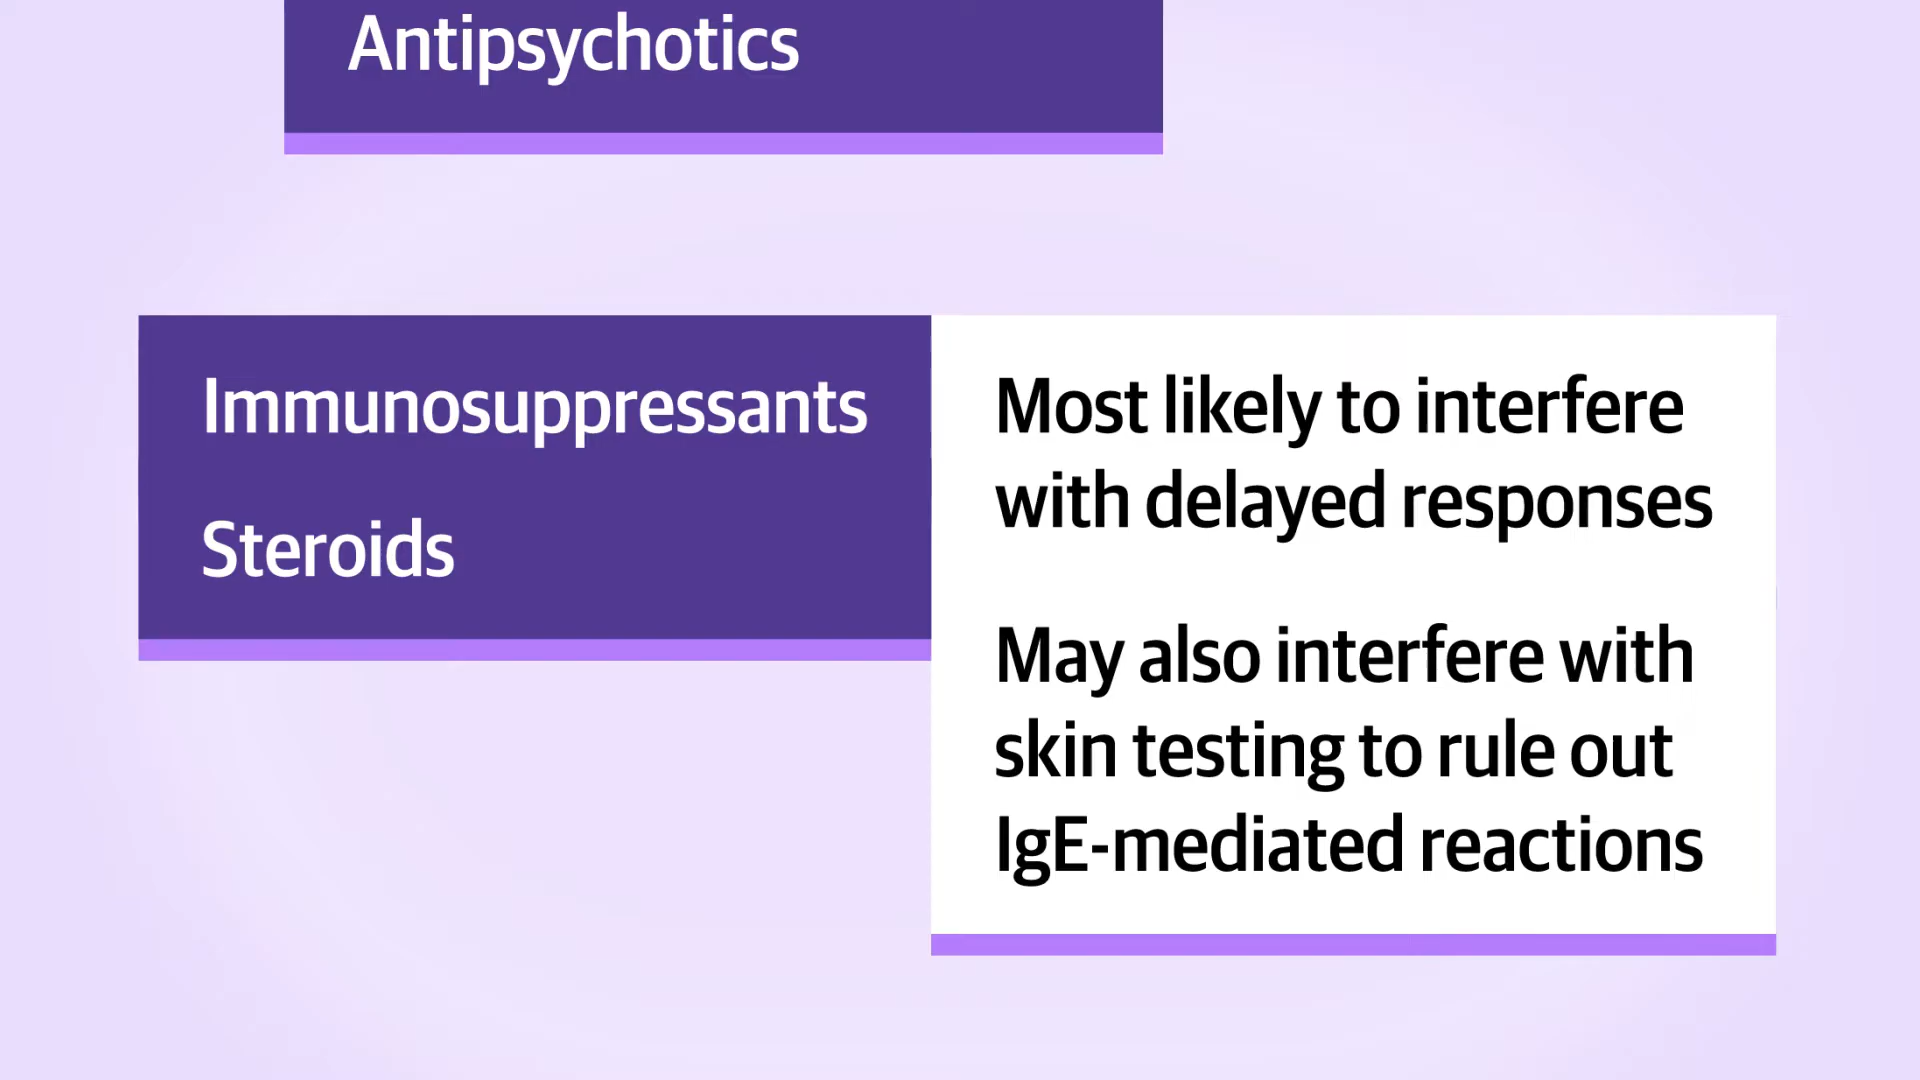 Antipsychotics
Immunosuppressants
Steroids
Most likely to interfere
with delayed responses
May also interfere with
skin testing to rule out
IgE-mediated reactions